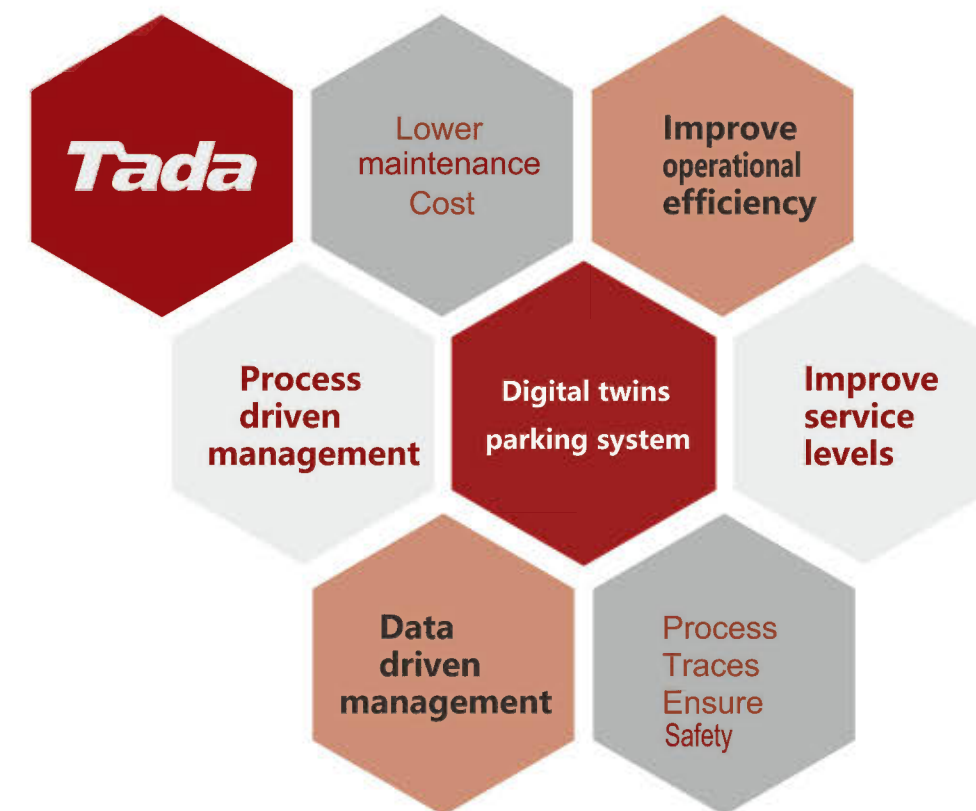 Tada
Lower
maintenance
Cost
Improve
operational
efficiency
Process
driven
management
Digital twins
parking system
Improve
service
levels
Data
driven
management
Process
Traces
Ensure
Safety